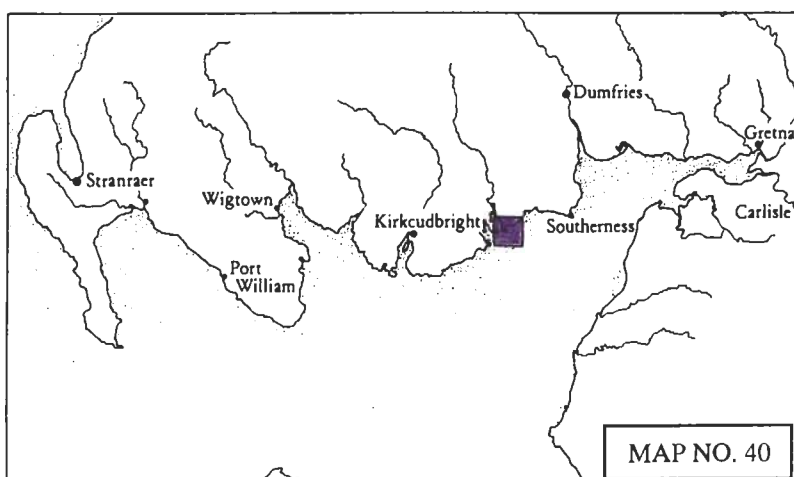 Dumfries
Gretna
Stranraer
Wigtown
Kirkcudbright
Southerness
Carlisle
Port
William
MAP NO. 40